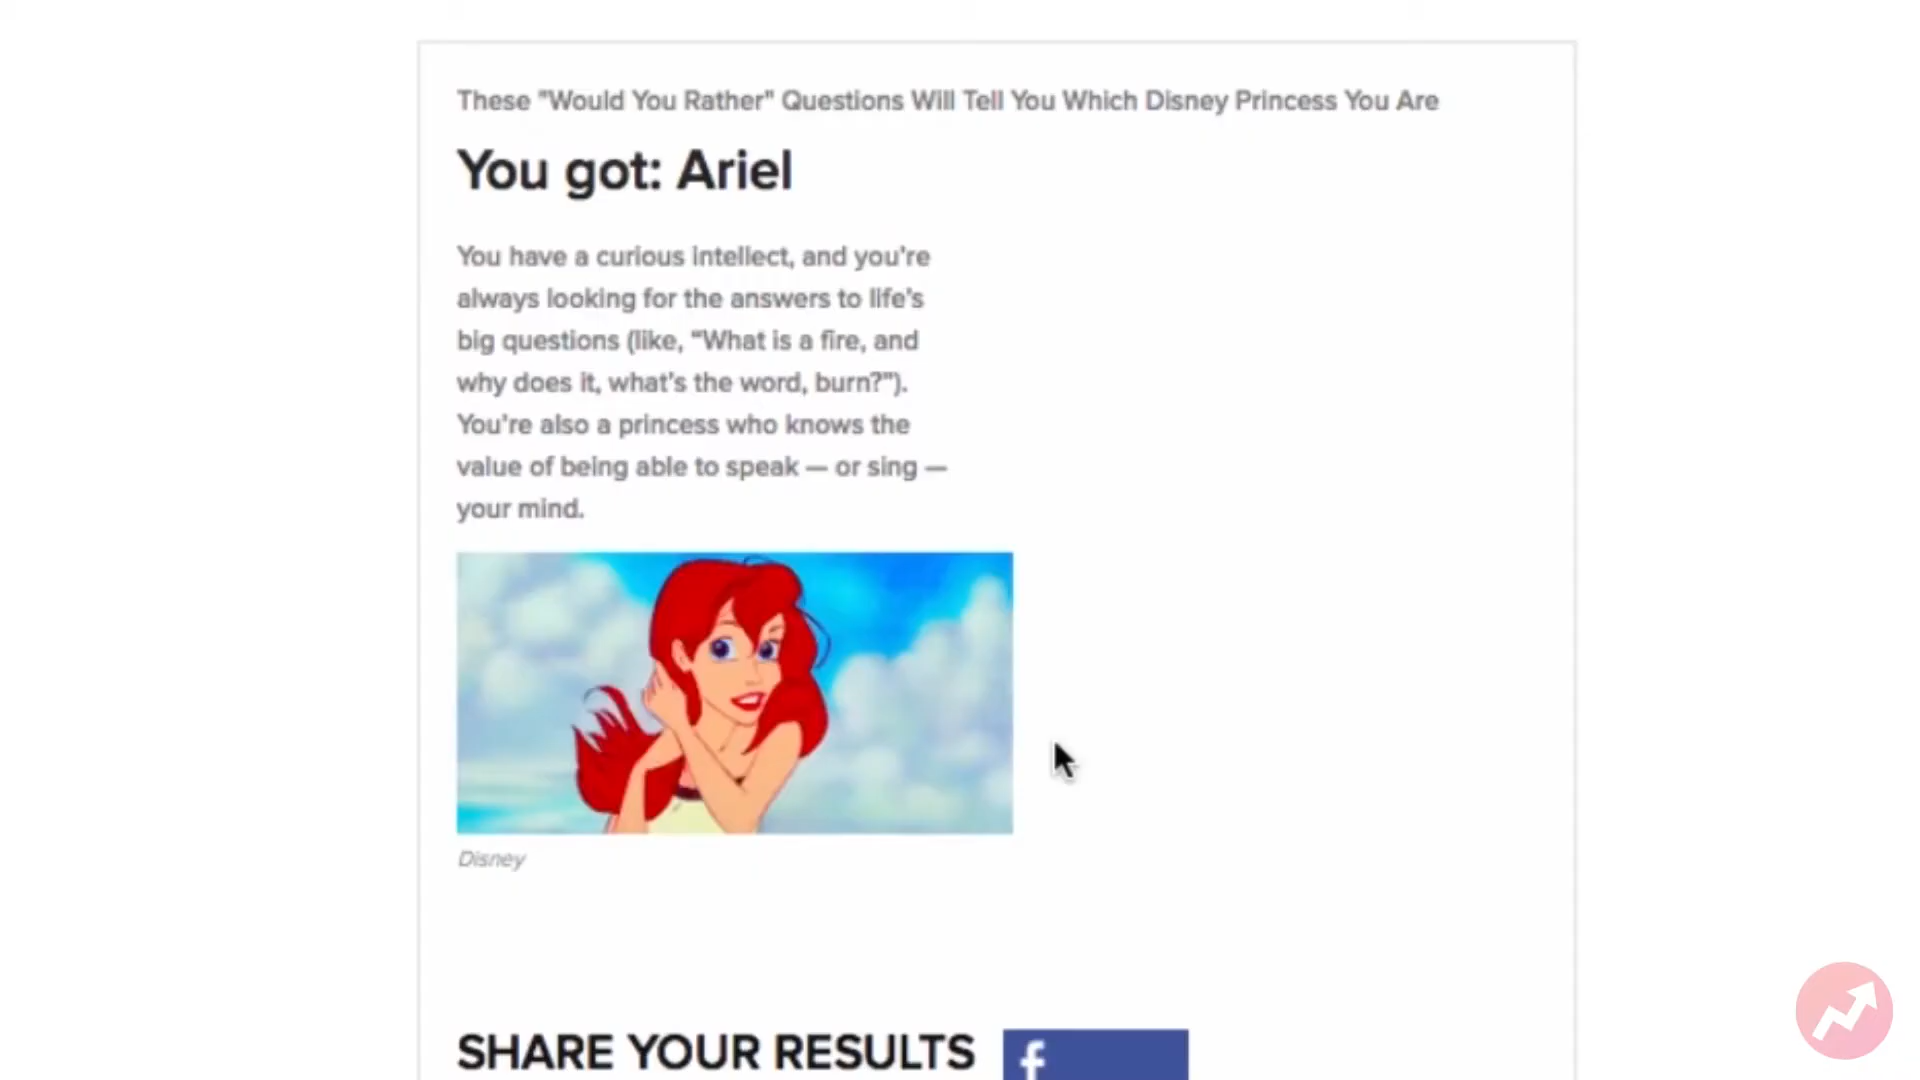 These "Would You Rather" Questions Will Tell You Which Disney Princess You Are
You got: Ariel
You have a curious intellect, and you're
always looking for the answers to life's
big questions (like, “What is a fire, and
why does it, what's the word, burn?”).
You're also a princess who knows the
value of being able to speak — or sing —
your mind.
Disney
SHARE YOUR RESULTS
f